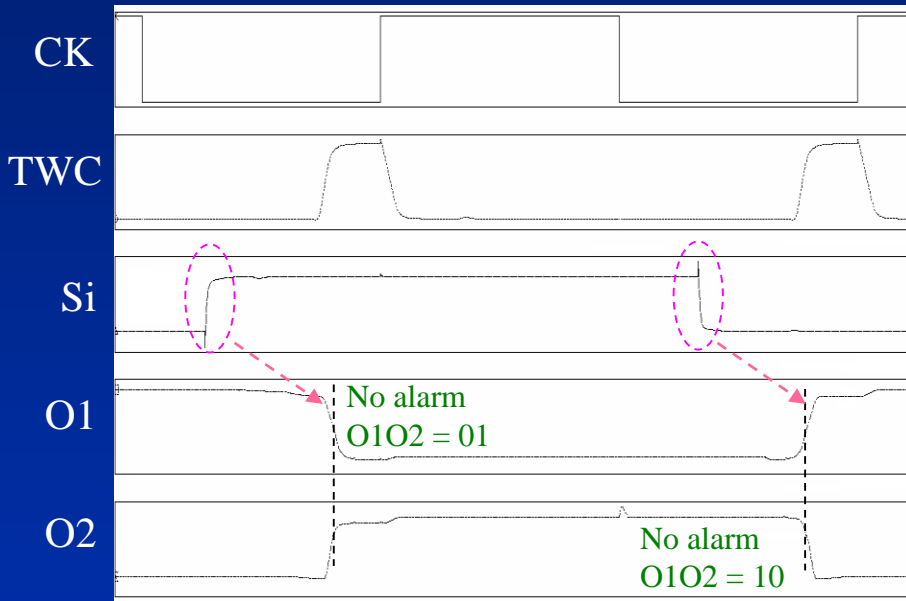 CK
TWC
Si
O1
No alarm
O1O2 = 01
O2
No alarm
O1O2 = 10